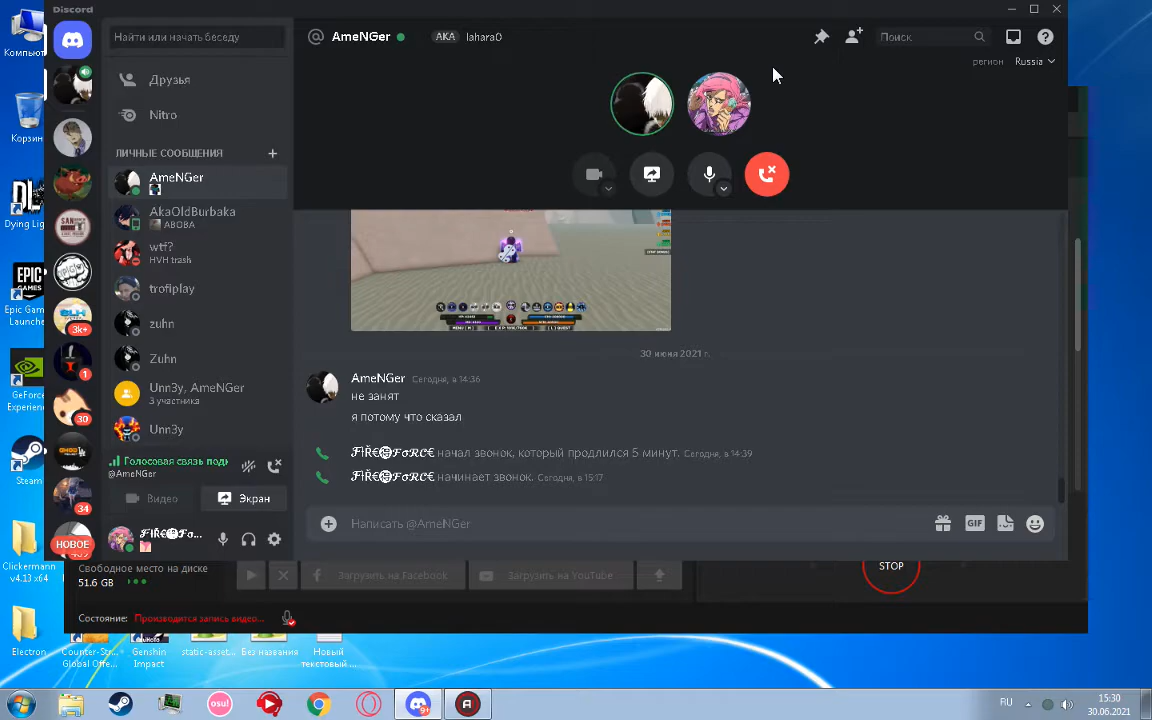 Discord
Компьют...
Корзин
Dying Lig
Epic Gam
Launche
GeForce
Experien
Steam
Clickermann
v4.13 x64
Electron
Найти или начать беседу
Друзья
Nitro
ЛИЧНЫЕ СООБЩЕНИЯ
AmeNGer
AkaOldBurbaka
ABOBA
wtf?
HVH trash
trofiplay
zuhn
Zuhn
Unn3y, AmeNGer
3 участника
Unn3y
3k+
1
30
34
НОВОЕ
Голосовая связь подк
@AmeNGer
Видео
Экран
AmeNGer
AKA
lahara0
Поиск
регион Russia
30 июня 2021 г.
AmeNGer Сегодня, в 14:36
не занят
я потому что сказал
начал звонок, который продлился 5 минут. Сегодня, в 14:39
начинает звонок. Сегодня, в 15:17
Написать @AmeNGer
GIF
Свободное место на диске
51.6 GB
Загрузить на Facebook
Загрузить на YouTube
STOP
Состояние: Производится запись видео...
Counter-Str...
Global Offe...
Genshin
Impact
static-asset...
Без названия
Новый
текстовый ...
osu!
9+
RU
15:30
30.06.2021